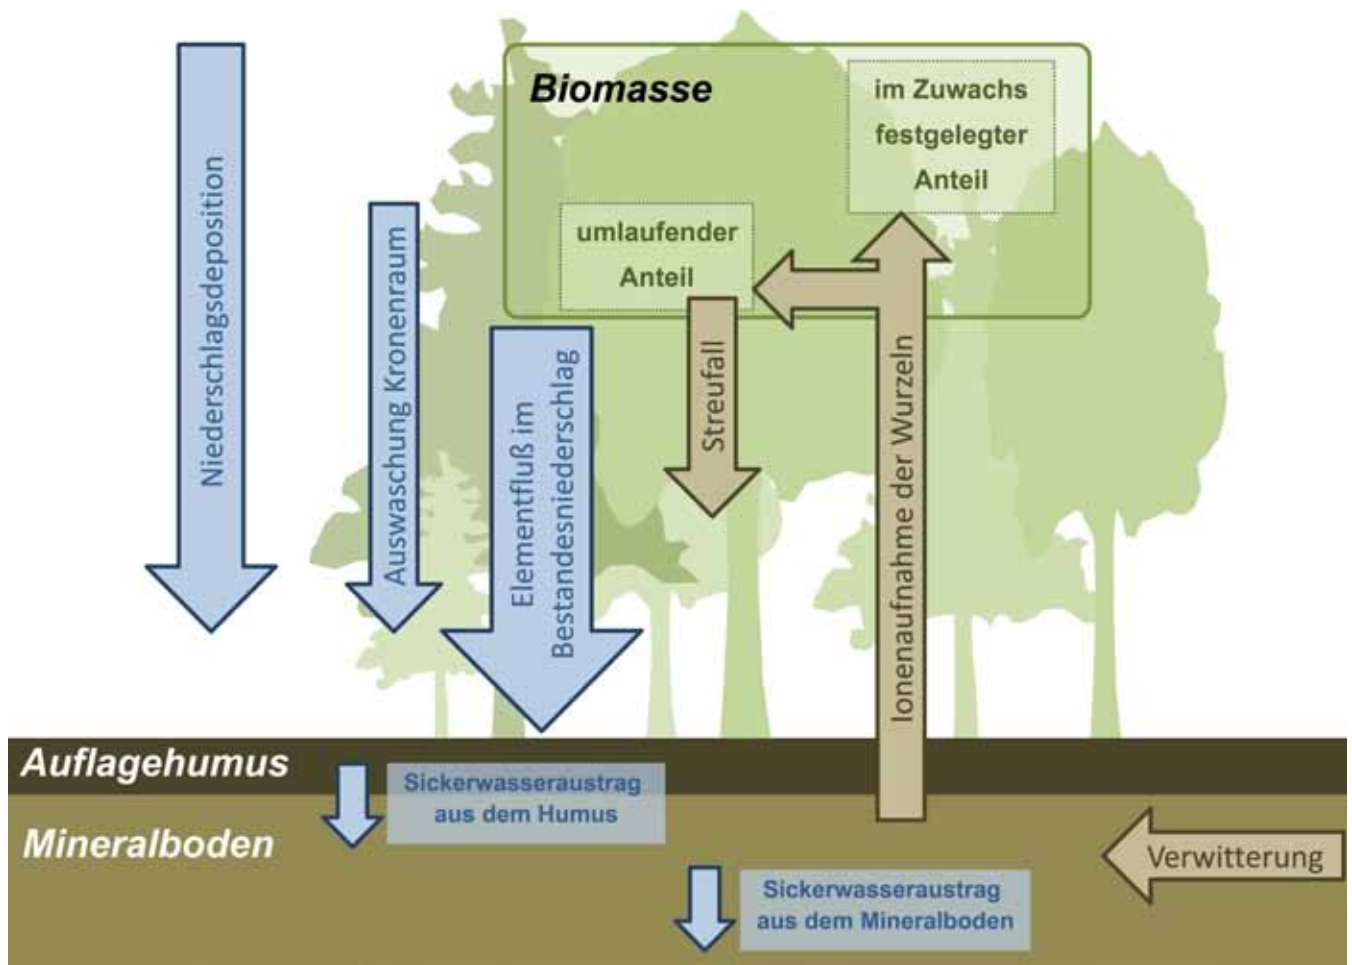 Biomasse
im Zuwachs
festgelegter
Anteil
umlaufender
Anteil
Niederschlagsdeposition
Auswaschung Kronenraum
Elementfluß im
Bestandesniederschlag
Streufall
Ionenaufnahme der Wurzeln
Auflagehumus
Sickerwasseraustrag
aus dem Humus
Mineralboden
Verwitterung
Sickerwasseraustrag
aus dem Mineralboden